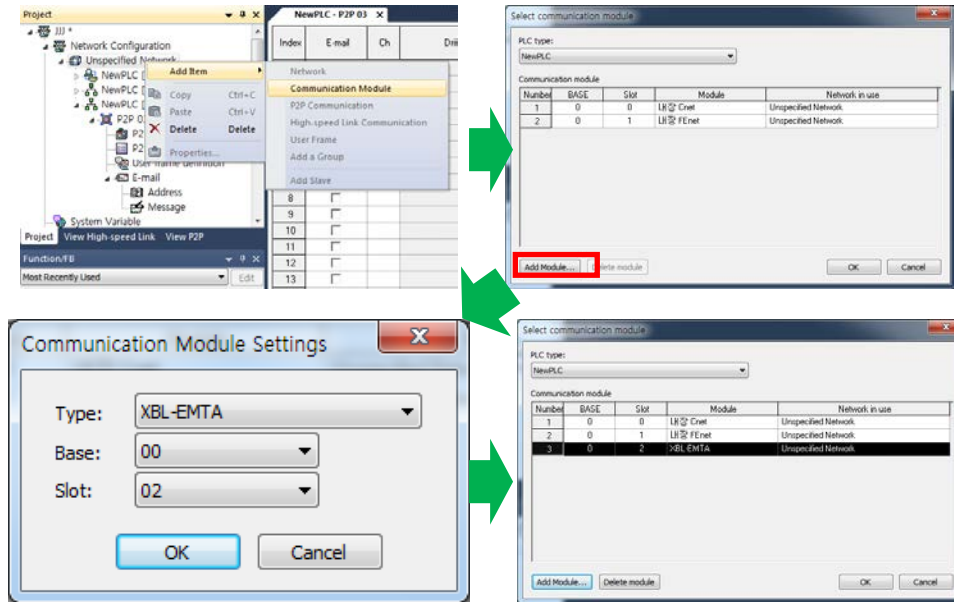 Project
JJJ *
Network Configuration
Unspecified Network
NewPLC [
NewPLC [
NewPLC [
P2P 0
P2
P2
User frame definition
E-mail
Address
Message
System Variable
Project View High-speed Link View P2P
Function/FB
Most Recently Used Edit
Add Item
Copy Ctrl+C
Paste Ctrl+V
Delete Delete
Properties...
NewPLC - P2P 03 x
Index E-mail Ch
Network
Communication Module
P2P Communication
High-speed Link Communication
User Frame
Add a Group
Add Slave
8
9
10
11
12
13
Select communication module
PLC type:
NewPLC
Communication module
Number BASE Slot Module Network in use
1 0 0 내장 Cnet Unspecified Network
2 0 1 내장 FEnet Unspecified Network
Add Module... Delete module OK Cancel
Communication Module Settings
Type: XBL-EMTA
Base: 00
Slot: 02
OK Cancel
Select communication module
PLC type:
NewPLC
Communication module
Number BASE Slot Module Network in use
1 0 0 내장 Cnet Unspecified Network
2 0 1 내장 FEnet Unspecified Network
3 0 2 XBL-EMTA Unspecified Network
Add Module... Delete module OK Cancel